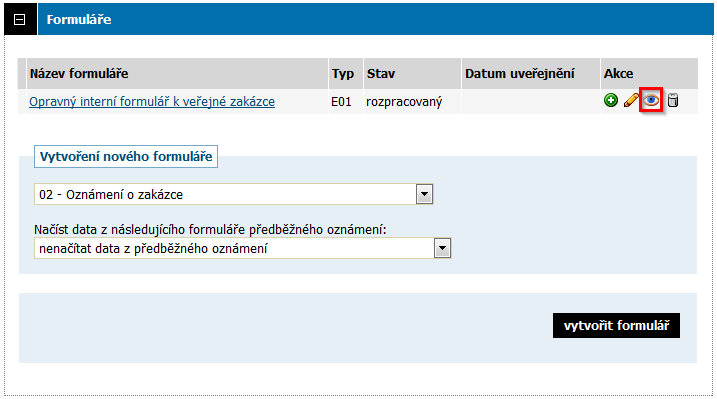 Formuláře
Název formuláře Typ Stav Datum uveřejnění Akce
Opravný interní formulář k veřejné zakázce E01 rozpracovaný
Vytvoření nového formuláře
02 - Oznámení o zakázce
Načíst data z následujícího formuláře předběžného oznámení:
nenačítat data z předběžného oznámení
vytvořit formulář